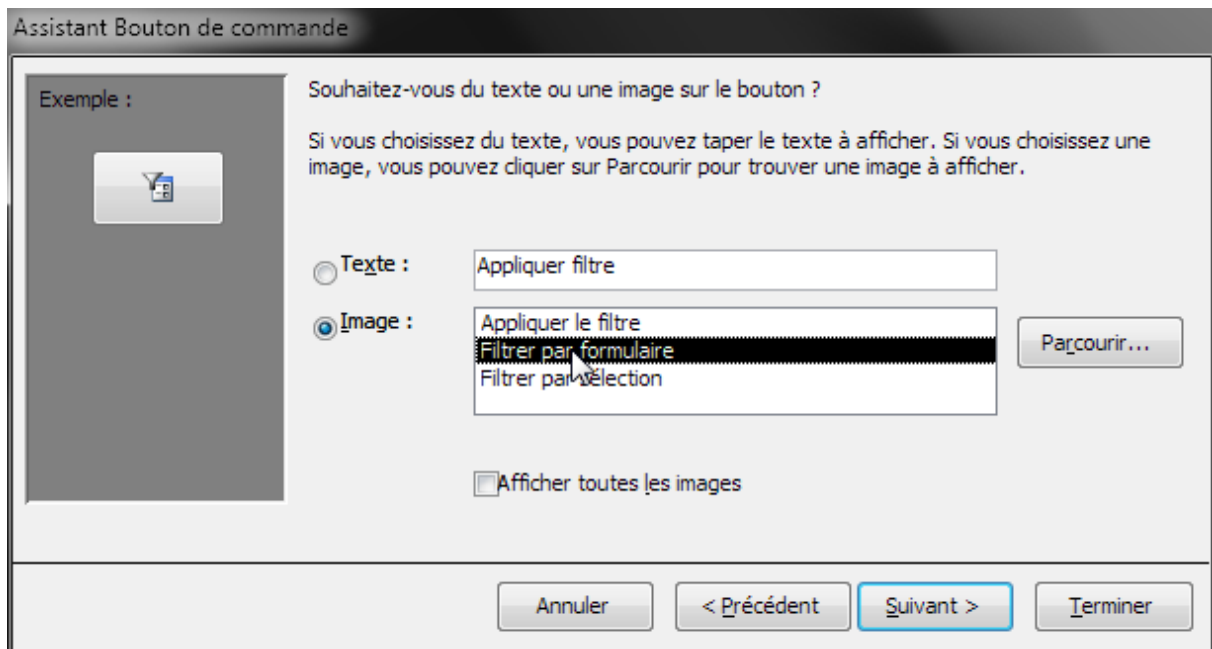 Assistant Bouton de commande
Exemple :
Souhaitez-vous du texte ou une image sur le bouton ?
Si vous choisissez du texte, vous pouvez taper le texte à afficher. Si vous choisissez une
image, vous pouvez cliquer sur Parcourir pour trouver une image à afficher.
Texte :
Appliquer filtre
Image :
Appliquer le filtre
Filtrer par formulaire
Filtrer par sélection
Parcourir...
Afficher toutes les images
Annuler
< Précédent
Suivant >
Terminer